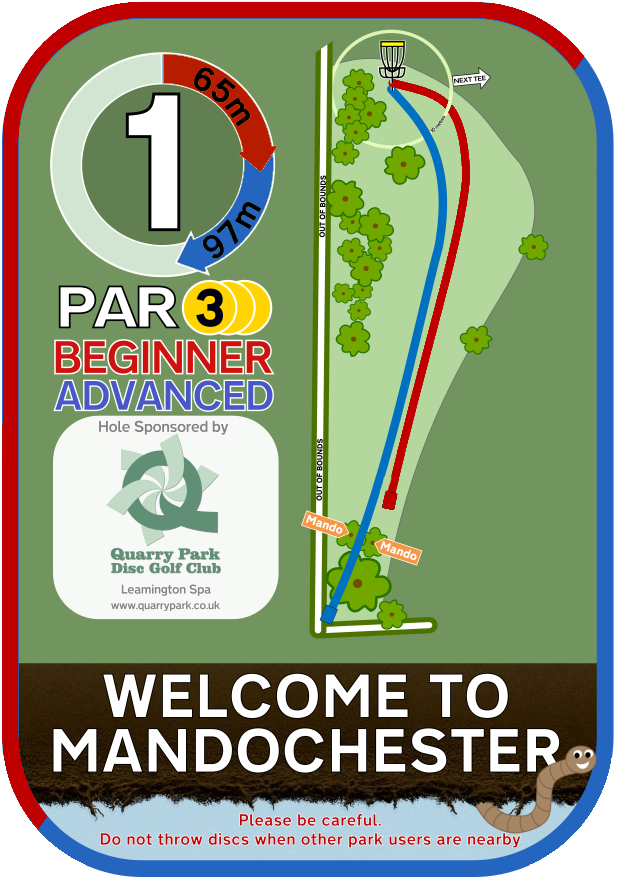 1
65m
97m
PAR 3
BEGINNER
ADVANCED
Hole Sponsored by
Quarry Park
Disc Golf Club
Leamington Spa
www.quarrypark.co.uk
NEXT TEE
10 metres
OUT OF BOUNDS
OUT OF BOUNDS
Mando
Mando
WELCOME TO
MANDOCHESTER
Please be careful.
Do not throw discs when other park users are nearby